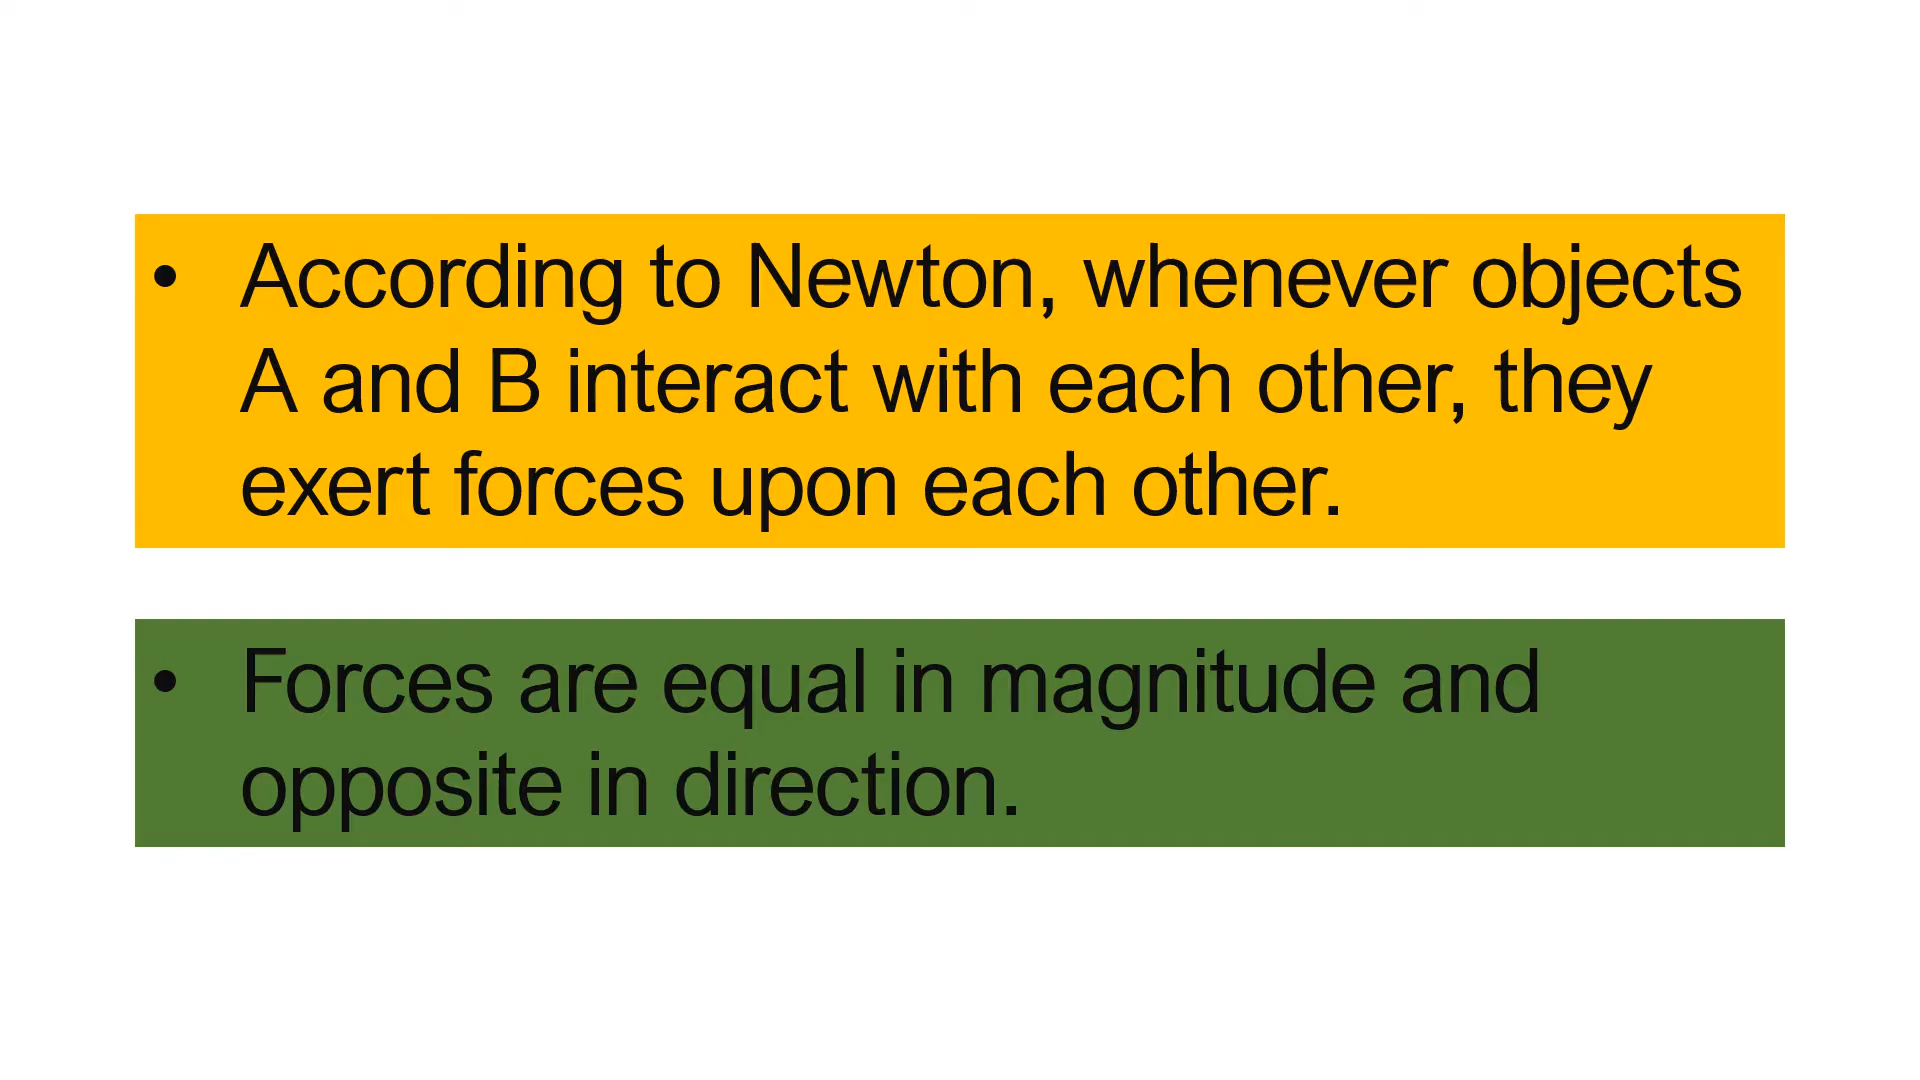 • According to Newton, whenever objects
A and B interact with each other, they
exert forces upon each other.
• Forces are equal in magnitude and
opposite in direction.